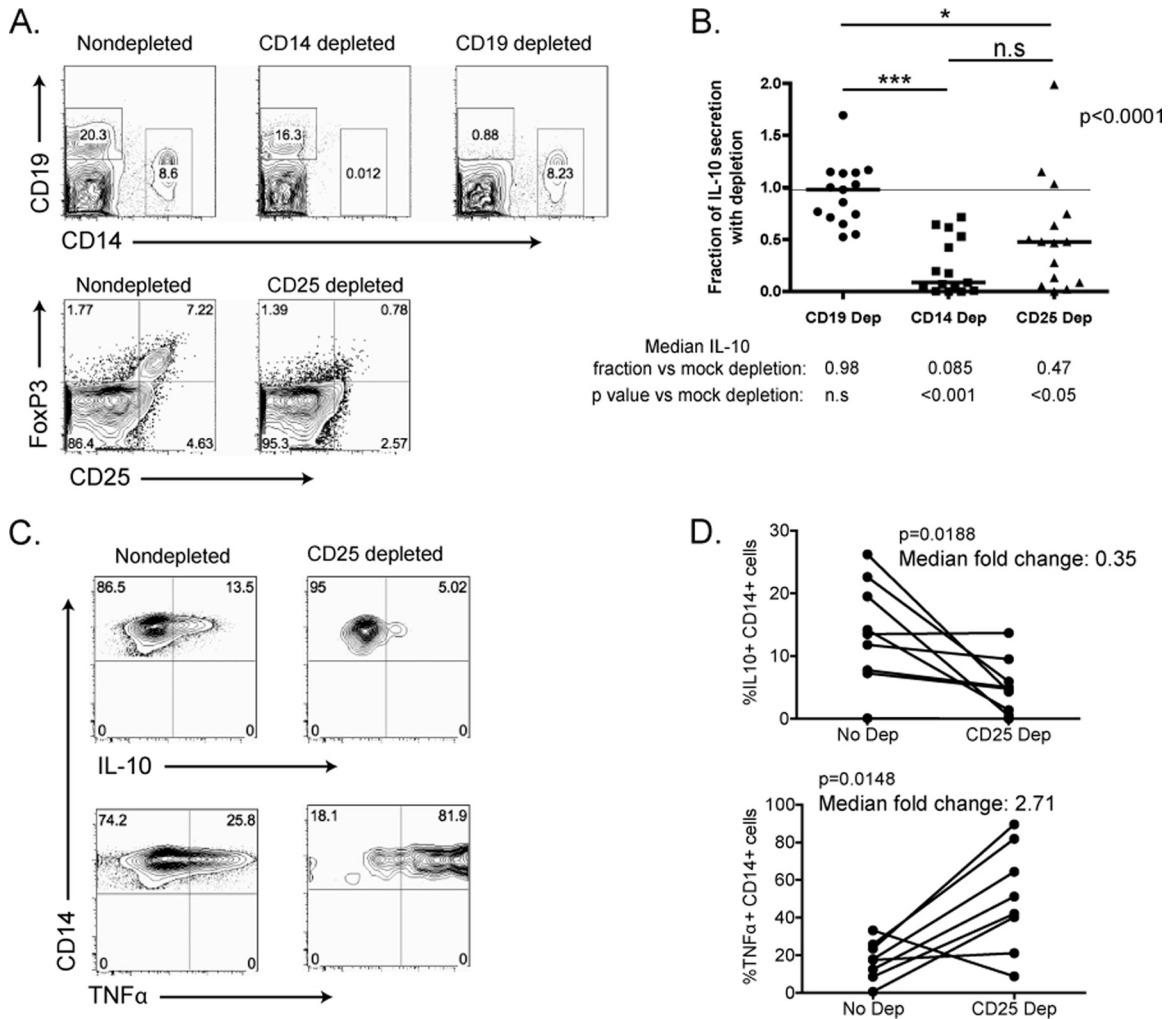 A.
Nondepleted CD14 depleted CD19 depleted
20.3 16.3 0.88
8.6 0.012 8.23
CD19
CD14
Nondepleted CD25 depleted
1.77 7.22 1.39 0.78
86.4 4.63 95.3 2.57
FoxP3
CD25
B.
*
n.s
***
p<0.0001
Fraction of IL-10 secretion
with depletion
2.0
1.5
1.0
0.5
0.0
CD19 Dep CD14 Dep CD25 Dep
Median IL-10
fraction vs mock depletion: 0.98 0.085 0.47
p value vs mock depletion: n.s <0.001 <0.05
C.
Nondepleted CD25 depleted
86.5 13.5 95 5.02
0 0 0 0
IL-10
74.2 25.8 18.1 81.9
0 0 0 0
CD14
TNFα
D.
p=0.0188
Median fold change: 0.35
%IL10+ CD14+ cells
30
20
10
0
No Dep CD25 Dep
p=0.0148
Median fold change: 2.71
%TNFα+ CD14+ cells
100
80
60
40
20
0
No Dep CD25 Dep